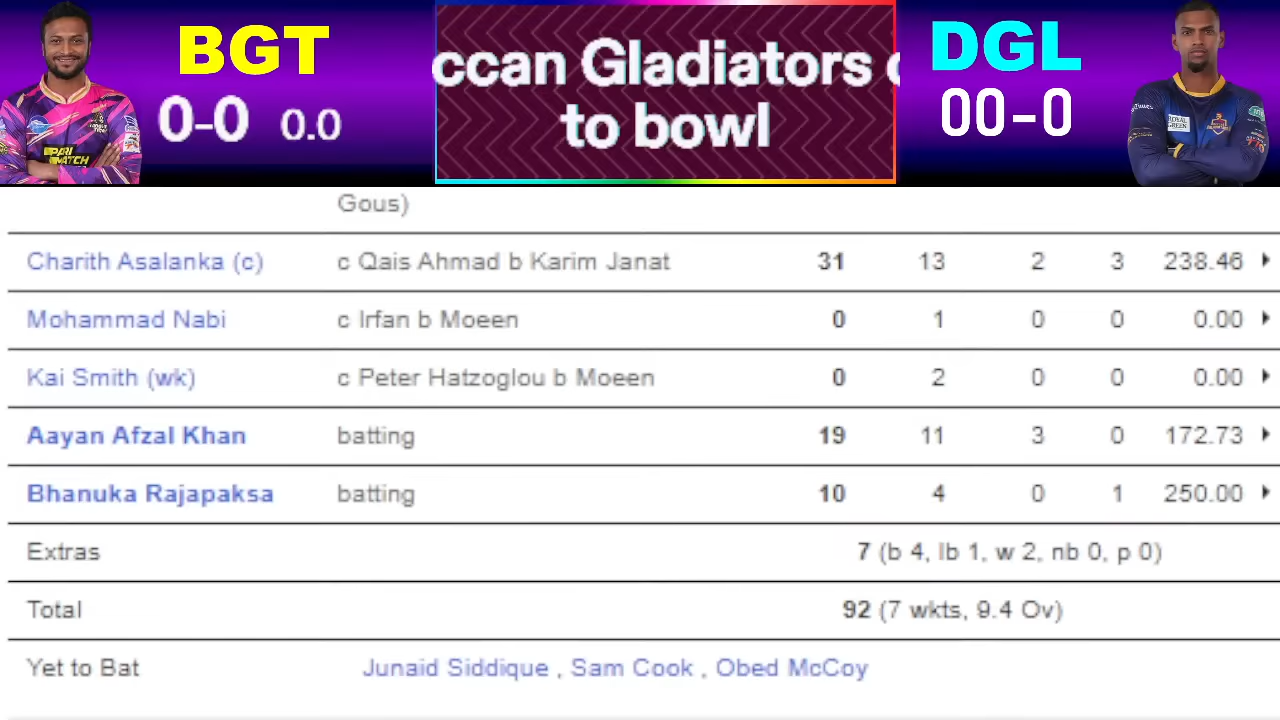 BGT
0-0 0.0
ccan Gladiators
to bowl
DGL
00-0
PARI MATCH
ROYAL GREEN
Gous)
Charith Asalanka (c) c Qais Ahmad b Karim Janat 31 13 2 3 238.46
Mohammad Nabi c Irfan b Moeen 0 1 0 0 0.00
Kai Smith (wk) c Peter Hatzoglou b Moeen 0 2 0 0 0.00
Aayan Afzal Khan batting 19 11 3 0 172.73
Bhanuka Rajapaksa batting 10 4 0 1 250.00
Extras 7 (b 4, lb 1, w 2, nb 0, p 0)
Total 92 (7 wkts, 9.4 Ov)
Yet to Bat Junaid Siddique , Sam Cook , Obed McCoy